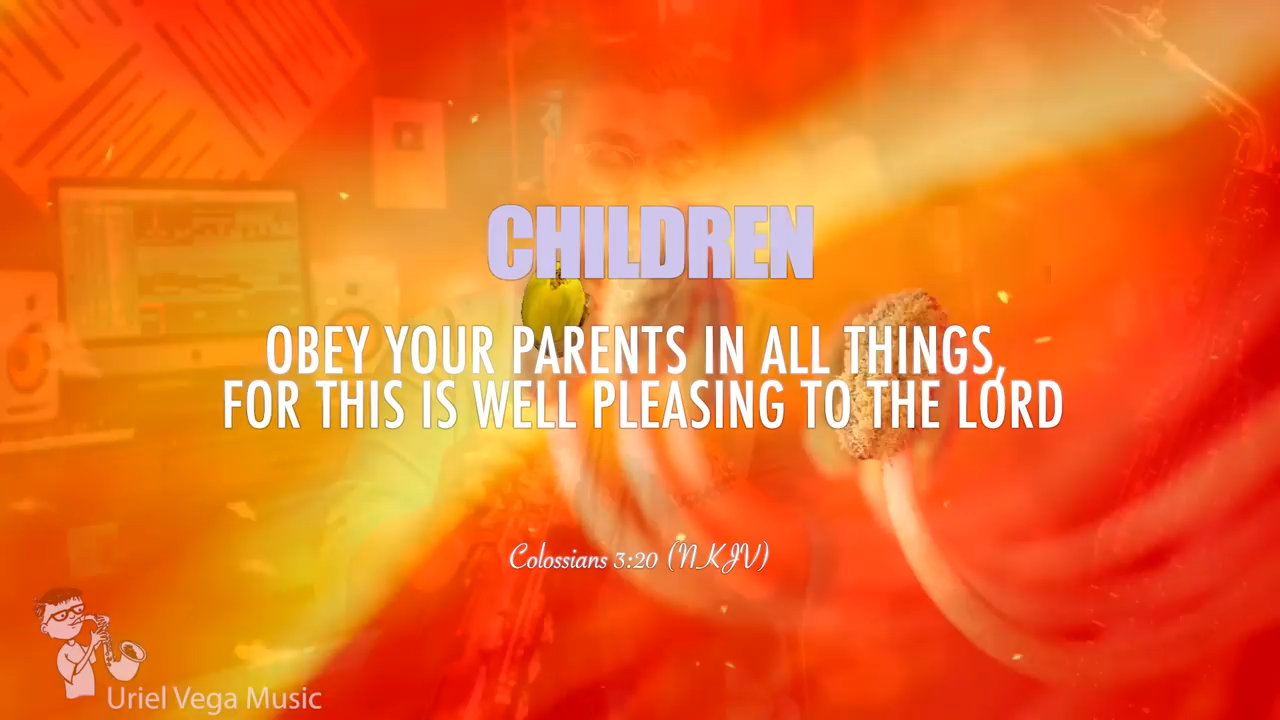 CHILDREN
OBEY YOUR PARENTS IN ALL THINGS,
FOR THIS IS WELL PLEASING TO THE LORD
Colossians 3:20 (NKJV)
Uriel Vega Music